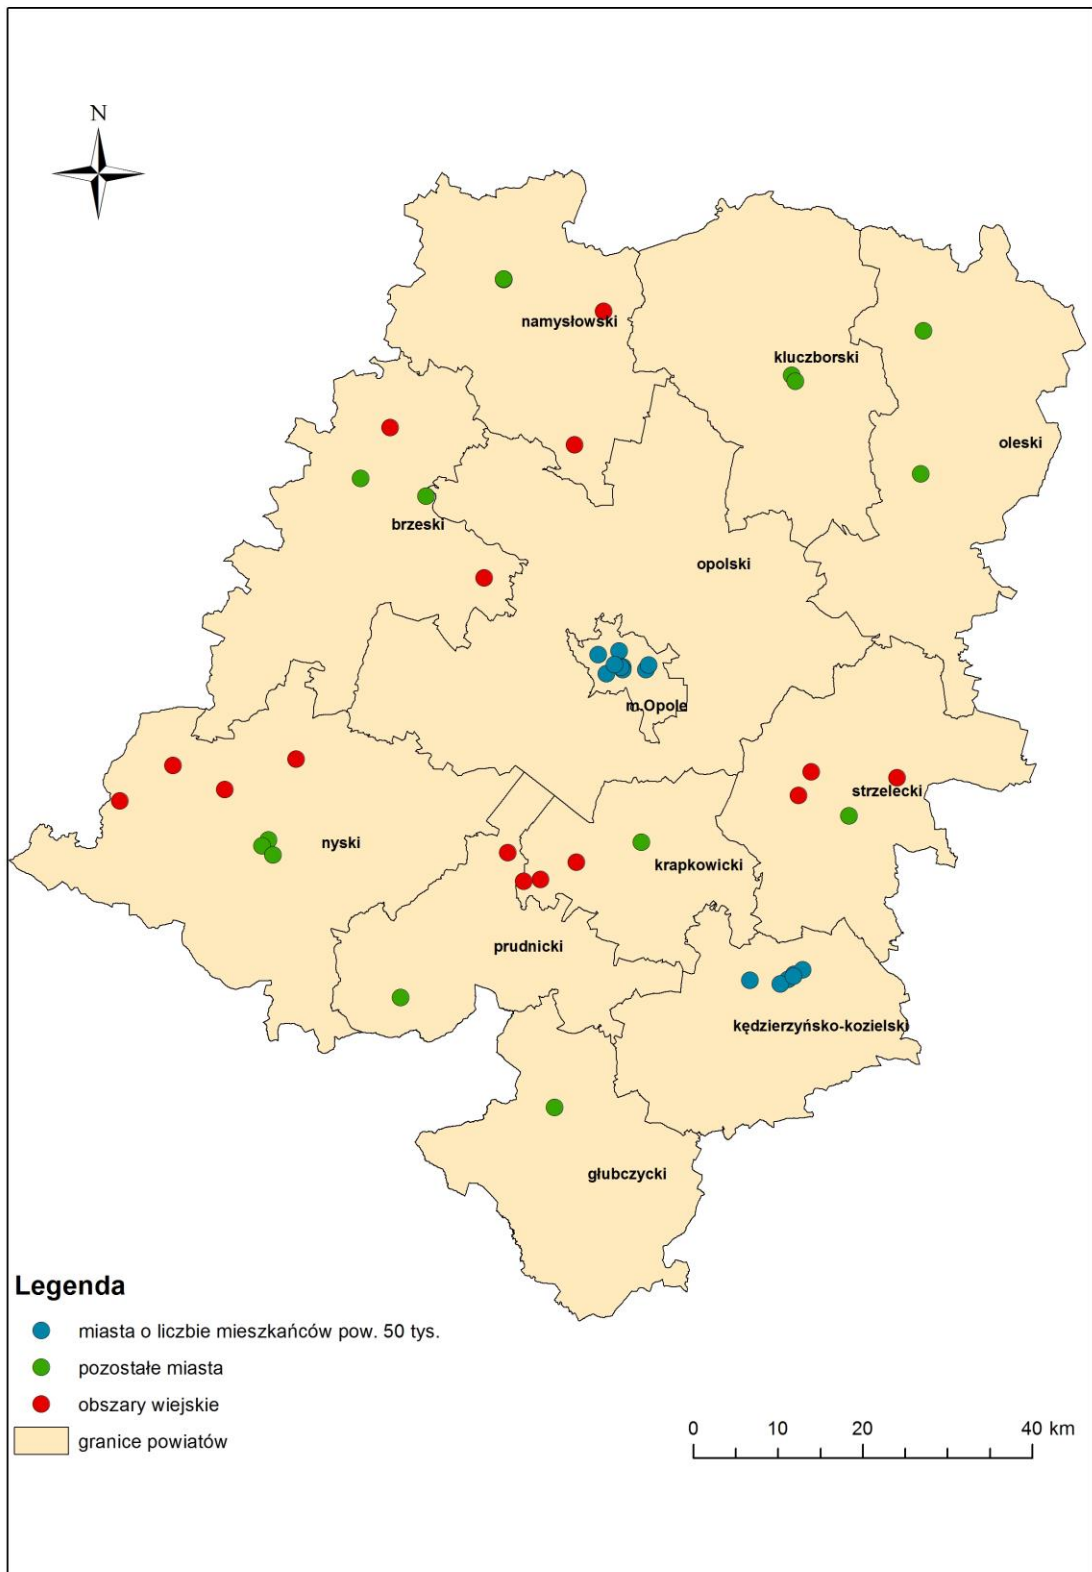 N
namysłowski
kluczborski
oleski
brzeski
opolski
m.Opole
strzelecki
nyski
krapkowicki
prudnicki
kędzierzyńsko-kozielski
głubczycki
Legenda
miasta o liczbie mieszkańców pow. 50 tys.
pozostałe miasta
obszary wiejskie
granice powiatów
0 20 40 km